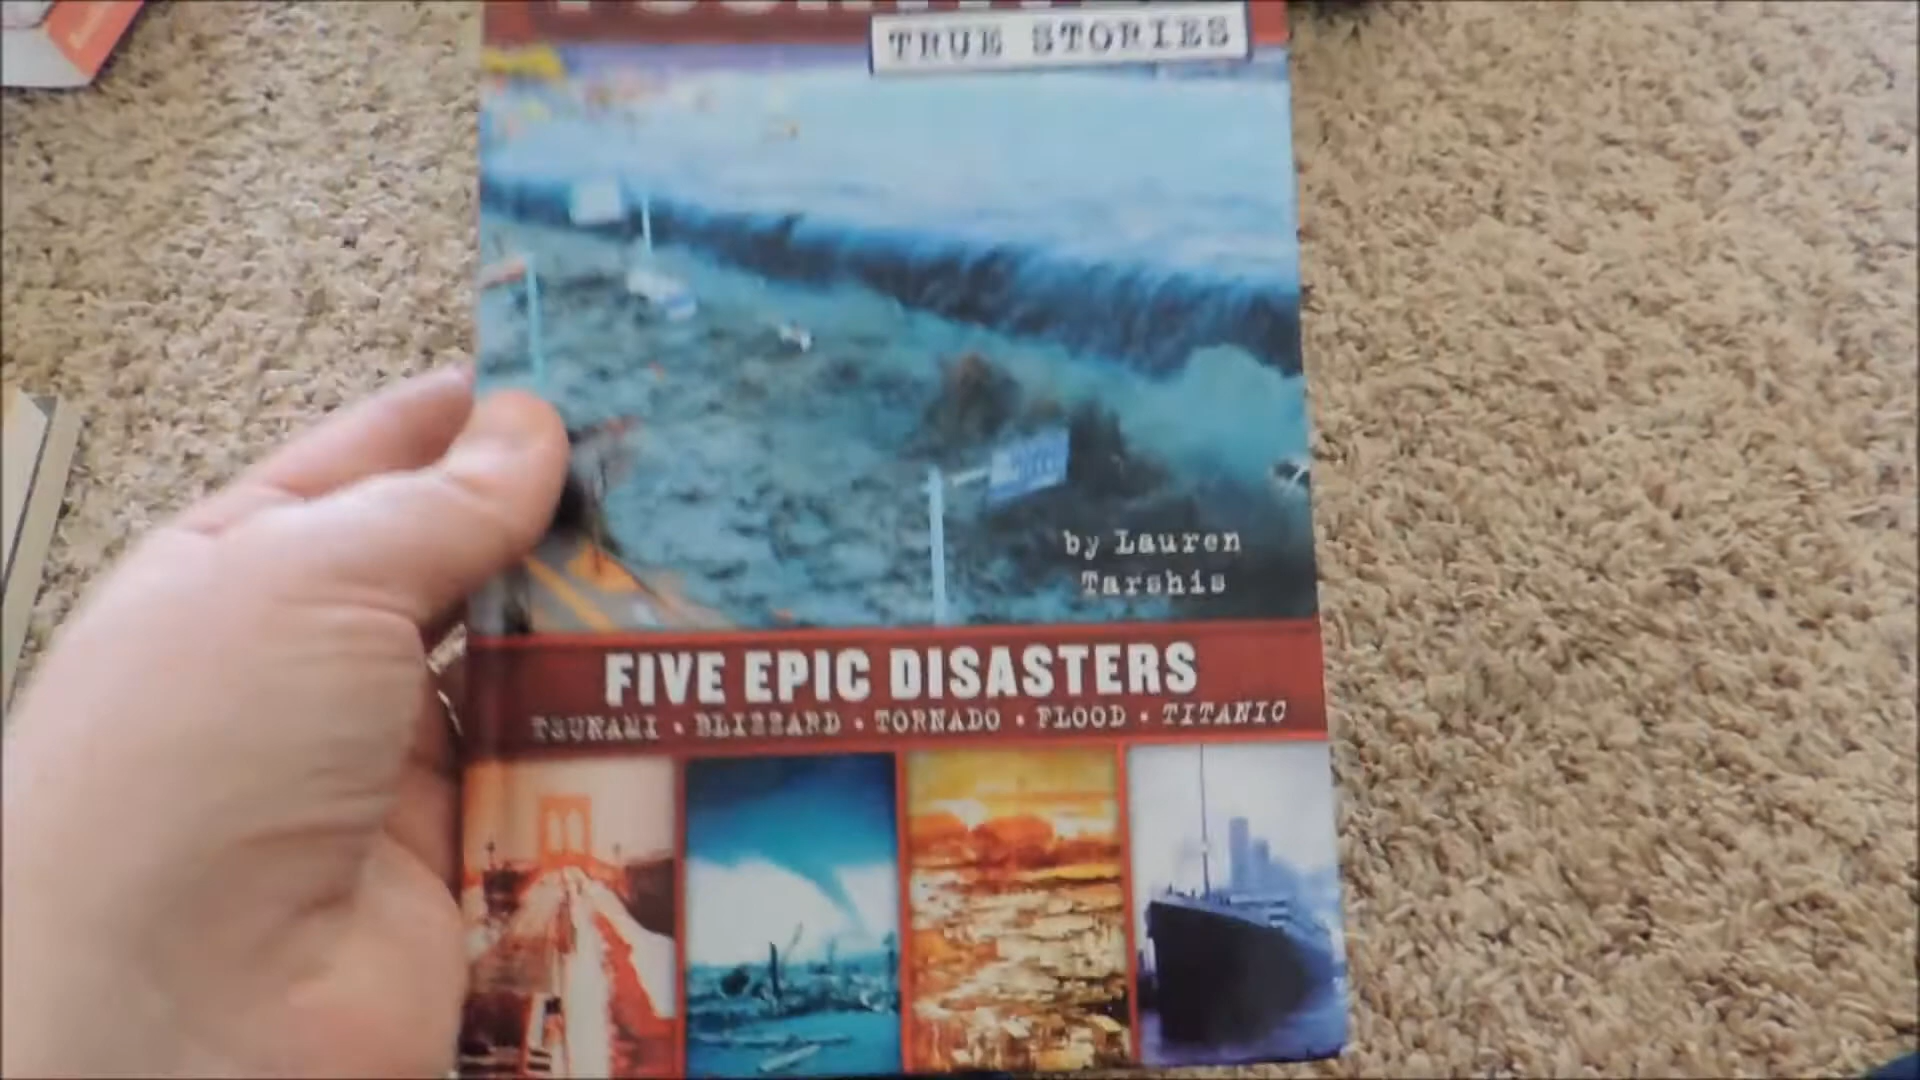 TRUE STORIES
by Lauren
Tarshis
FIVE EPIC DISASTERS
TSUNAMI • BLIZZARD • TORNADO • FLOOD • TITANIC